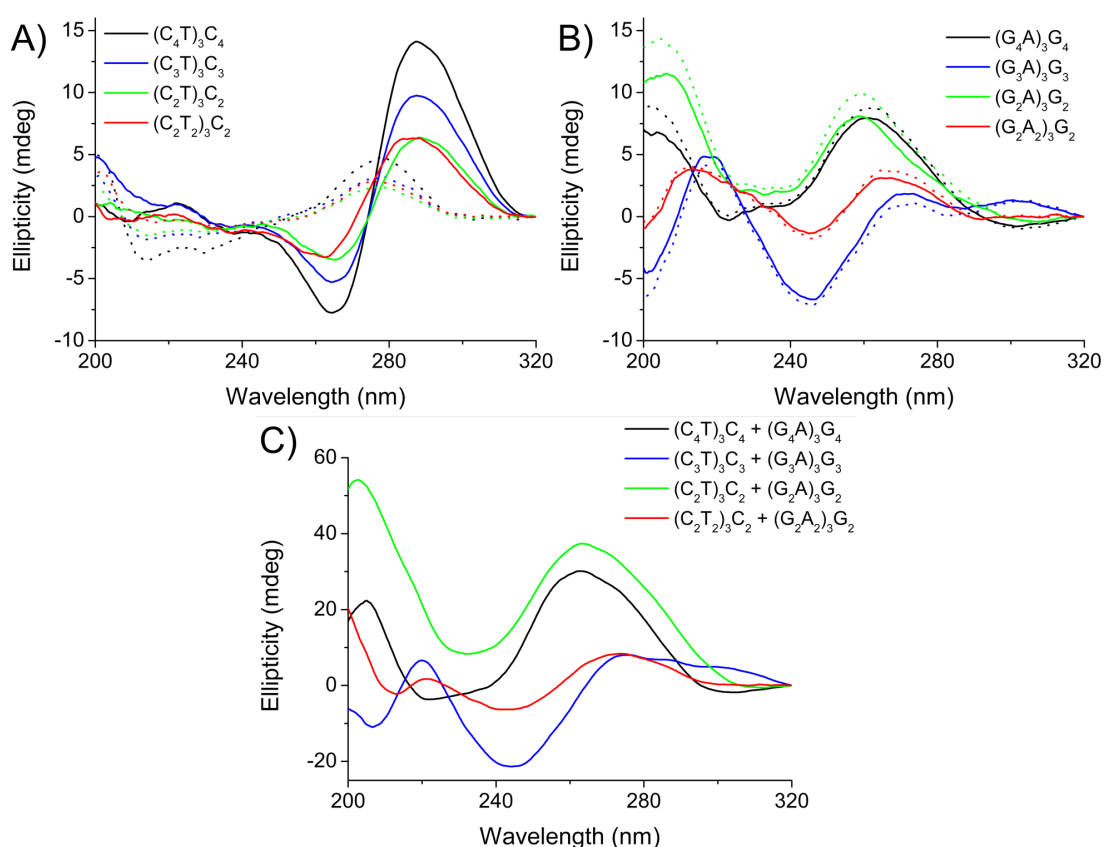 A)
(C₄T)₃C₄
(C₃T)₃C₃
(C₂T)₃C₂
(C₂T₂)₃C₂
15
10
5
0
-5
-10
Ellipticity (mdeg)
200 240 280 320
Wavelength (nm)
B)
(G₄A)₃G₄
(G₃A)₃G₃
(G₂A)₃G₂
(G₂A₂)₃G₂
15
10
5
0
-5
-10
Ellipticity (mdeg)
200 240 280 320
Wavelength (nm)
C)
(C₄T)₃C₄ + (G₄A)₃G₄
(C₃T)₃C₃ + (G₃A)₃G₃
(C₂T)₃C₂ + (G₂A)₃G₂
(C₂T₂)₃C₂ + (G₂A₂)₃G₂
60
40
20
0
-20
Ellipticity (mdeg)
200 240 280 320
Wavelength (nm)